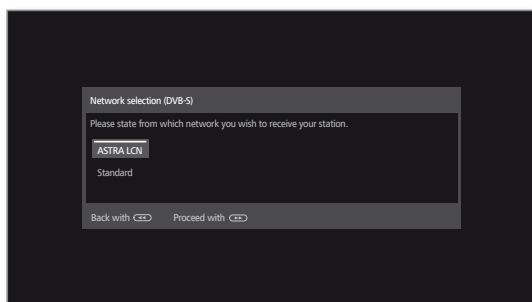 Network selection (DVB-S)
Please state from which network you wish to receive your station.
ASTRA LCN
Standard
Back with ◄◄ Proceed with ►►